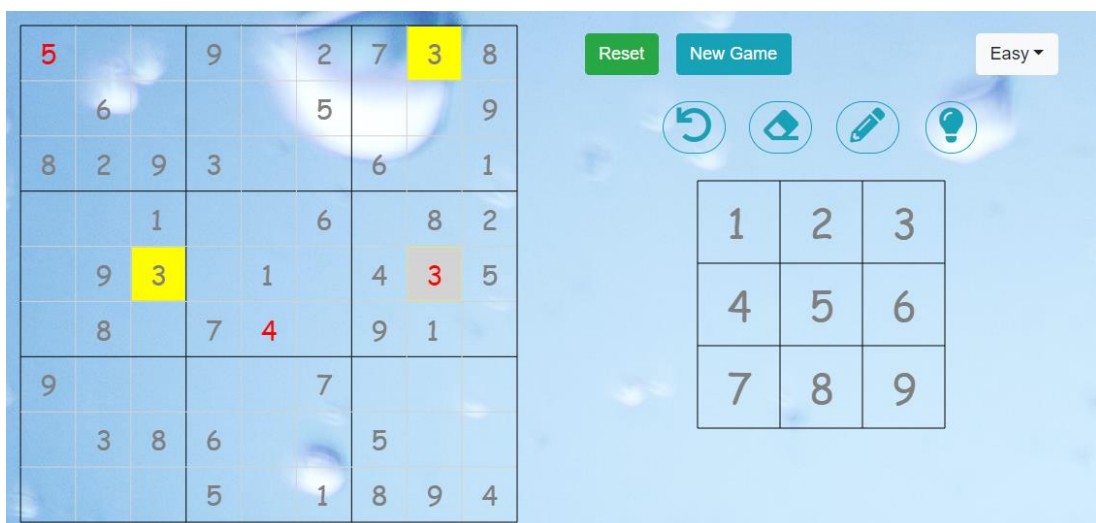 5 9 2 7 3 8
6 5 9
8 2 9 3 6 1
1 6 8 2
9 3 1 4 3 5
8 7 4 9 1
9 7
3 8 6 5
5 1 8 9 4
Reset New Game Easy
1 2 3
4 5 6
7 8 9